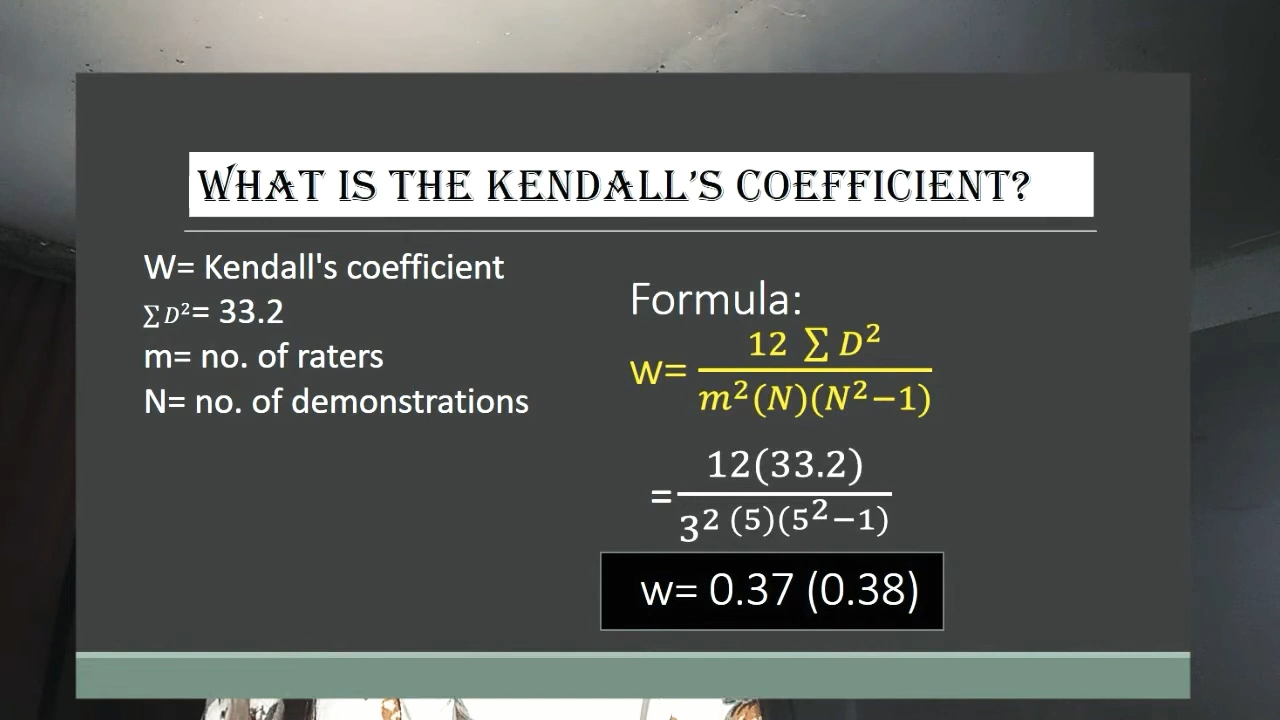 WHAT IS THE KENDALL'S COEFFICIENT?
W= Kendall's coefficient
∑D²= 33.2
m= no. of raters
N= no. of demonstrations
Formula:
w= 12 ∑ D² / m²(N)(N²−1)
= 12(33.2) / 3² (5)(5²−1)
w= 0.37 (0.38)